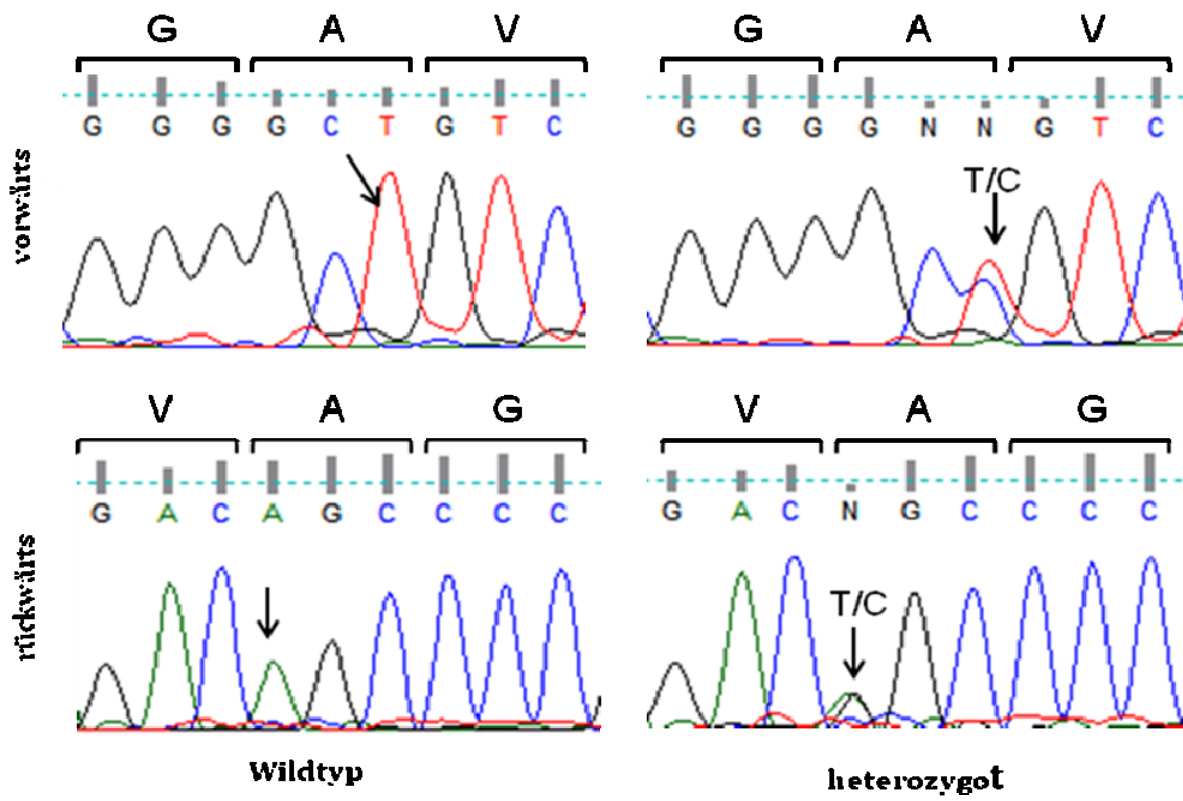 G A V G A V
G G G G C T G T C G G G G N N G T C
vorwärts
T/C
V A G V A G
G A C A G C C C C G A C N G C C C C
rückwärts
T/C
Wildtyp heterozygot